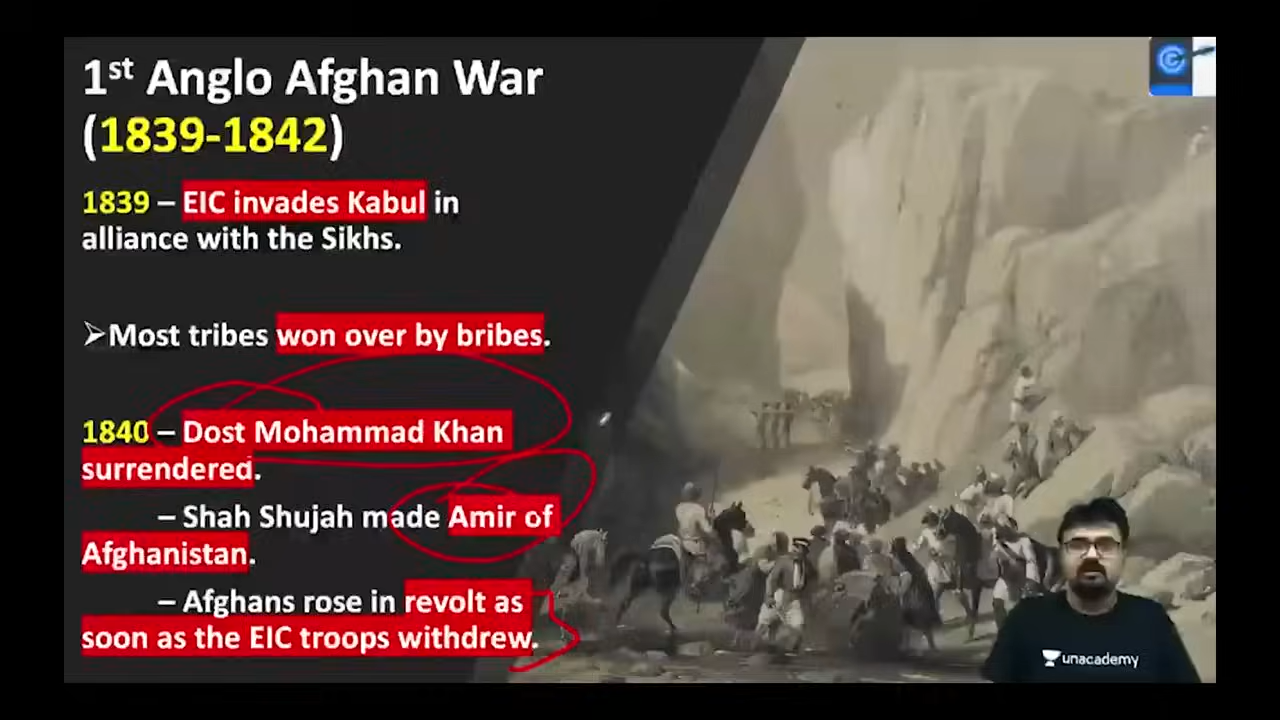 1st Anglo Afghan War
(1839-1842)
1839 – EIC invades Kabul in
alliance with the Sikhs.
➢Most tribes won over by bribes.
1840 – Dost Mohammad Khan
surrendered.
– Shah Shujah made Amir of
Afghanistan.
– Afghans rose in revolt as
soon as the EIC troops withdrew.
unacademy